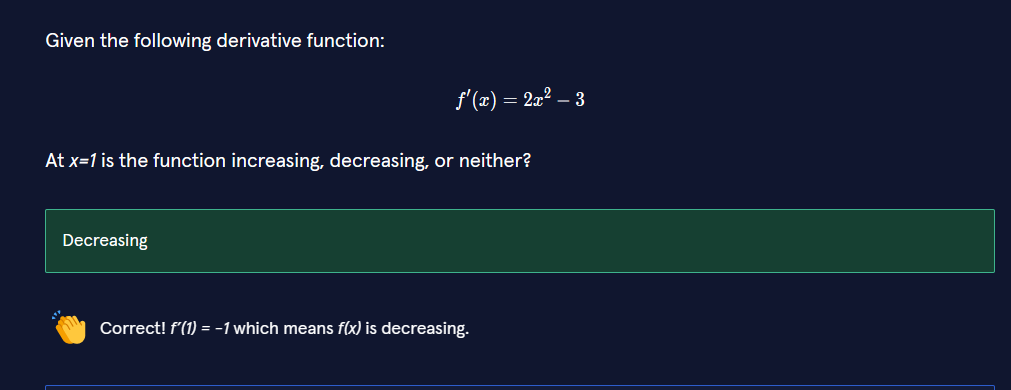 Given the following derivative function:
f′(x) = 2x² − 3
At x=1 is the function increasing, decreasing, or neither?
Decreasing
Correct! f′(1) = -1 which means f(x) is decreasing.